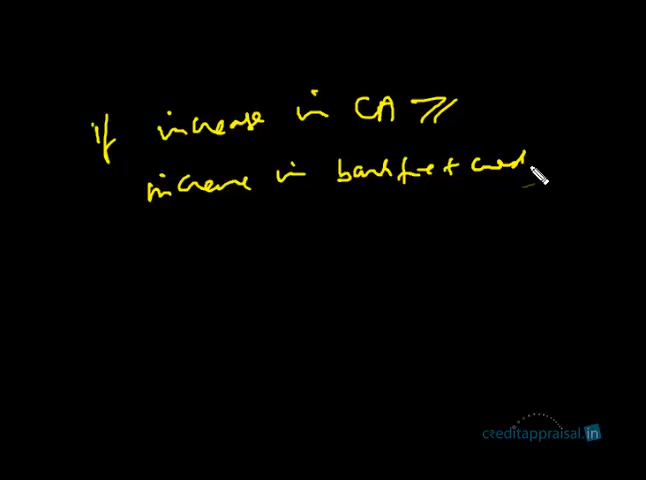 if increase in CA ≥
increase in bank fin + cred
creditappraisal.in